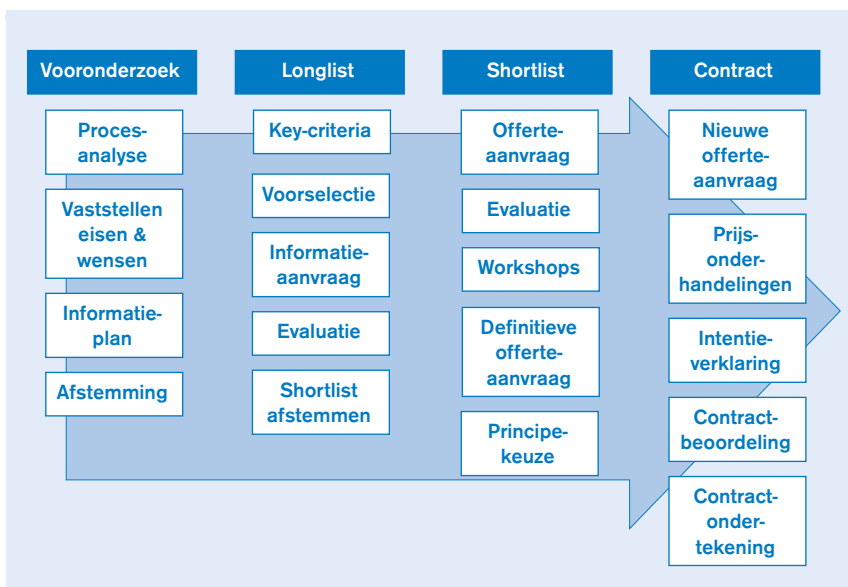 Vooronderzoek
Proces-
analyse
Vaststellen
eisen &
wensen
Informatie-
plan
Afstemming
Longlist
Key-criteria
Voorselectie
Informatie-
aanvraag
Evaluatie
Shortlist
afstemmen
Shortlist
Offerte-
aanvraag
Evaluatie
Workshops
Definitieve
offerte-
aanvraag
Principe-
keuze
Contract
Nieuwe
offerte-
aanvraag
Prijs-
onder-
handelingen
Intentie-
verklaring
Contract-
beoordeling
Contract-
onder-
tekening